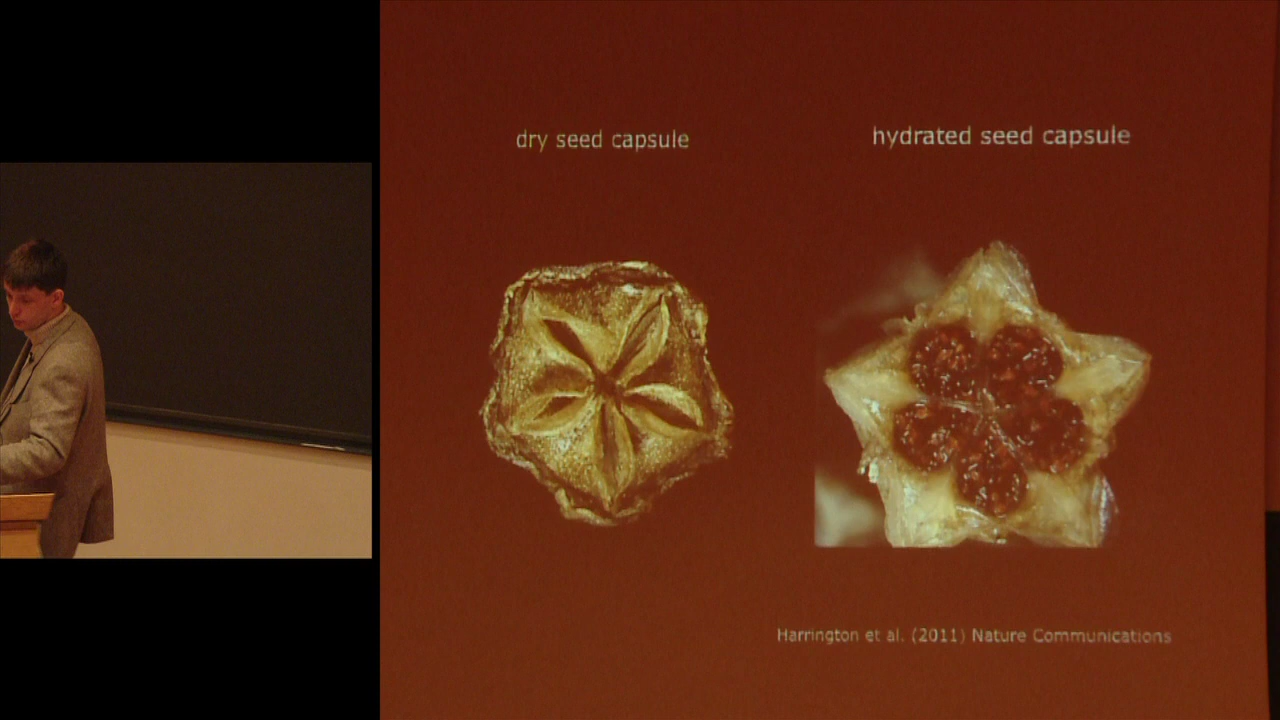 dry seed capsule
hydrated seed capsule
Harrington et al. (2011) Nature Communications